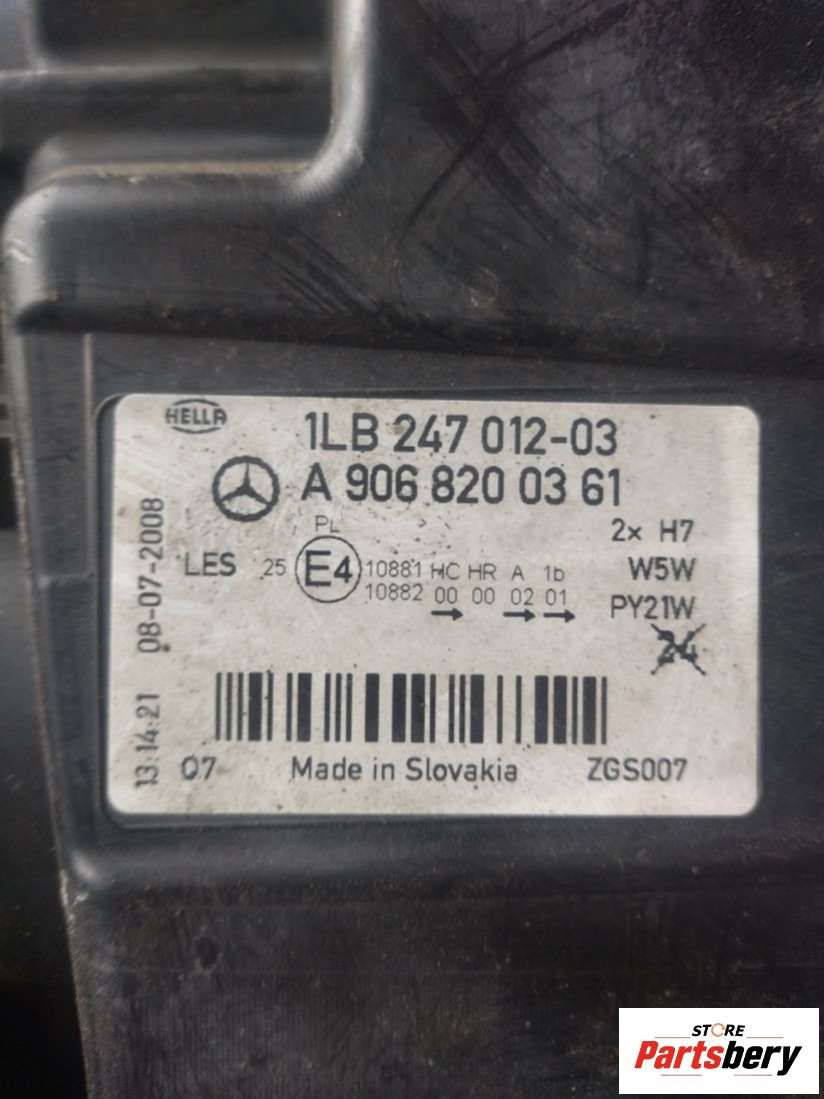 HELLA
1LB 247 012-03
A 906 820 03 61
PL
2x H7
LES 25 E4 10881 HC HR A 1b W5W
10882 00 00 02 01 PY21W
24
13:14:21 08-07-2008
07 Made in Slovakia ZGS007
STORE
Partsbery